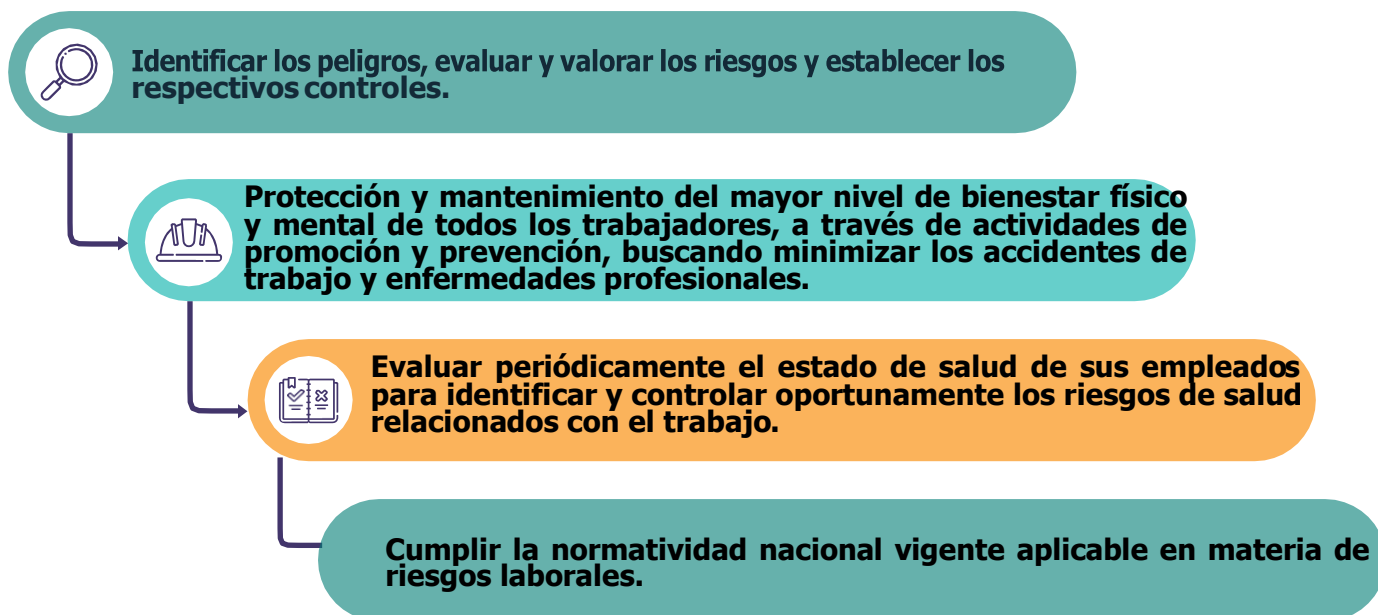 Identificar los peligros, evaluar y valorar los riesgos y establecer los
respectivos controles.
Protección y mantenimiento del mayor nivel de bienestar físico
y mental de todos los trabajadores, a través de actividades de
promoción y prevención, buscando minimizar los accidentes de
trabajo y enfermedades profesionales.
Evaluar periódicamente el estado de salud de sus empleados
para identificar y controlar oportunamente los riesgos de salud
relacionados con el trabajo.
Cumplir la normatividad nacional vigente aplicable en materia de
riesgos laborales.